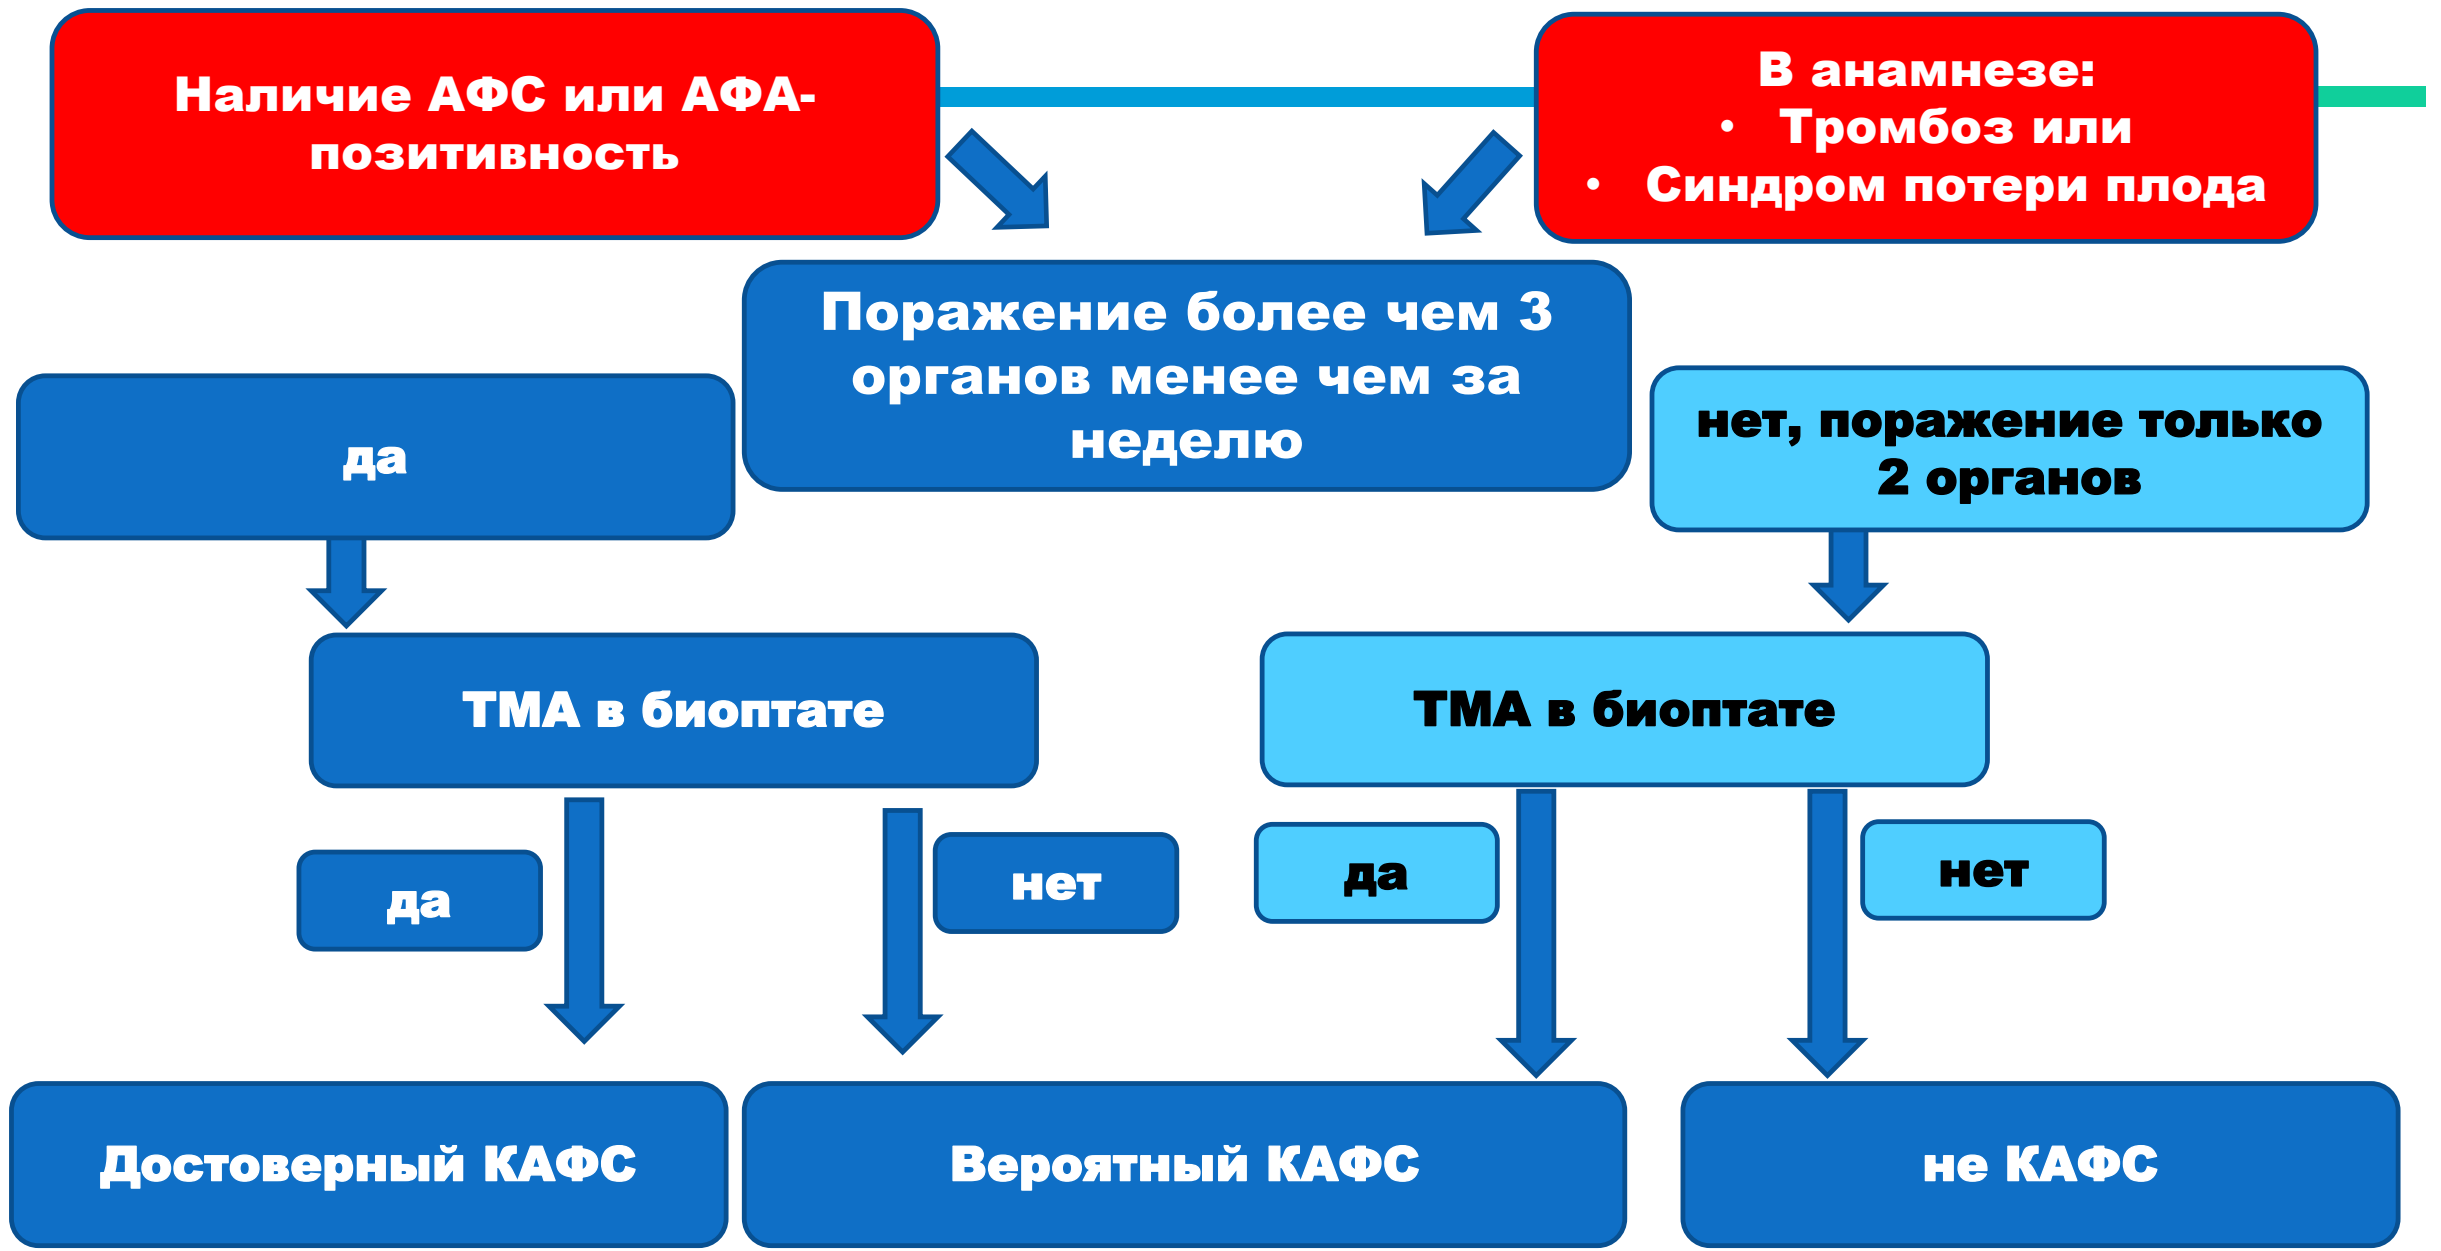 Наличие АФС или АФА-
позитивность
В анамнезе:
• Тромбоз или
• Синдром потери плода
Поражение более чем 3
органов менее чем за
неделю
да
нет, поражение только
2 органов
ТМА в биоптате
ТМА в биоптате
да
нет
да
нет
Достоверный КАФС
Вероятный КАФС
не КАФС